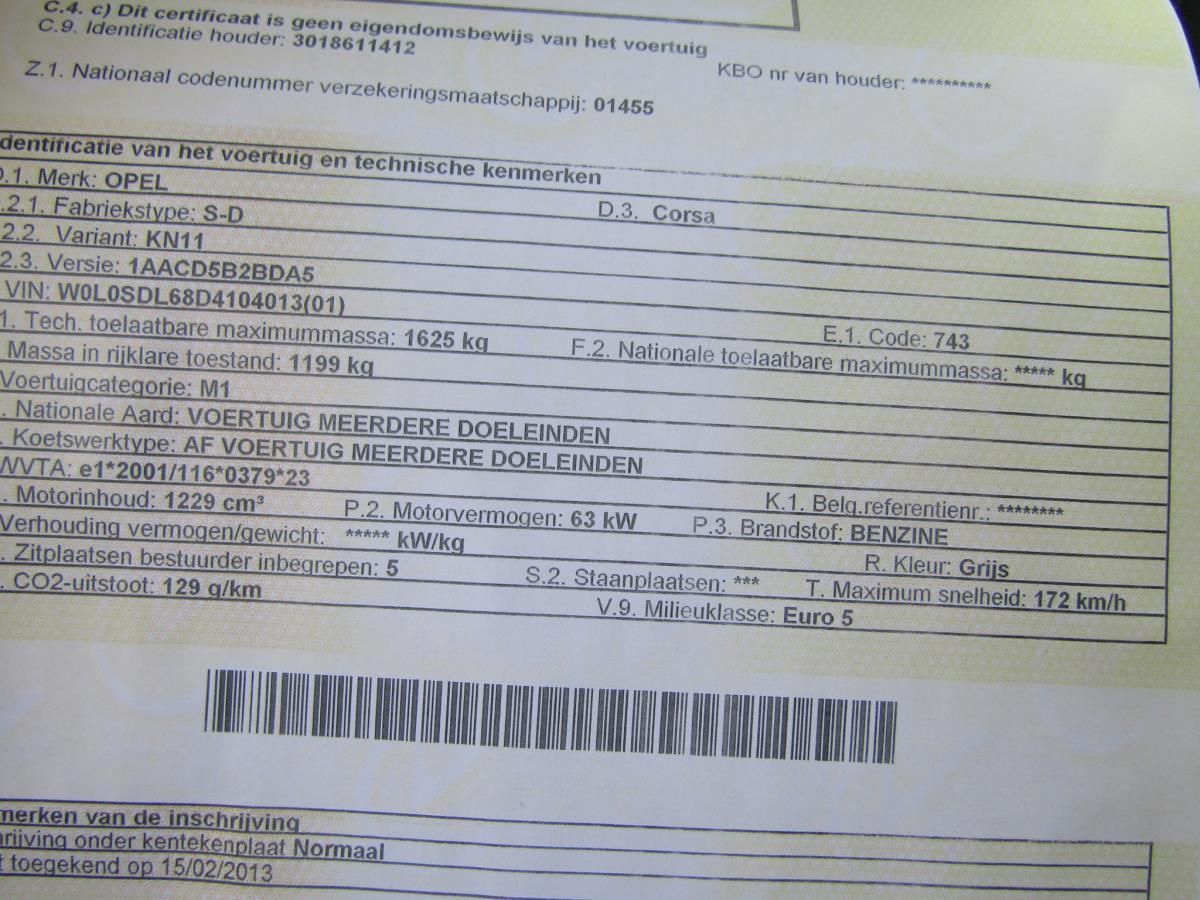 C.4. c) Dit certificaat is geen eigendomsbewijs van het voertuig
C.9. Identificatie houder: 3018611412 KBO nr van houder: **********
Z.1. Nationaal codenummer verzekeringsmaatschappij: 01455
dentificatie van het voertuig en technische kenmerken
D.1. Merk: OPEL D.3. Corsa
.2.1. Fabriekstype: S-D
2.2. Variant: KN11
2.3. Versie: 1AACD5B2BDA5
VIN: W0L0SDL68D4104013(01) E.1. Code: 743
1. Tech. toelaatbare maximummassa: 1625 kg F.2. Nationale toelaatbare maximummassa: ***** kg
Massa in rijklare toestand: 1199 kg
Voertuigcategorie: M1
. Nationale Aard: VOERTUIG MEERDERE DOELEINDEN
. Koetswerktype: AF VOERTUIG MEERDERE DOELEINDEN
WVTA: e1*2001/116*0379*23 K.1. Belg.referentienr.: ********
. Motorinhoud: 1229 cm³ P.2. Motorvermogen: 63 kW P.3. Brandstof: BENZINE
Verhouding vermogen/gewicht: ***** kW/kg R. Kleur: Grijs
. Zitplaatsen bestuurder inbegrepen: 5 S.2. Staanplaatsen: *** T. Maximum snelheid: 172 km/h
. CO2-uitstoot: 129 g/km V.9. Milieuklasse: Euro 5
merken van de inschrijving
rijving onder kentekenplaat Normaal
t toegekend op 15/02/2013